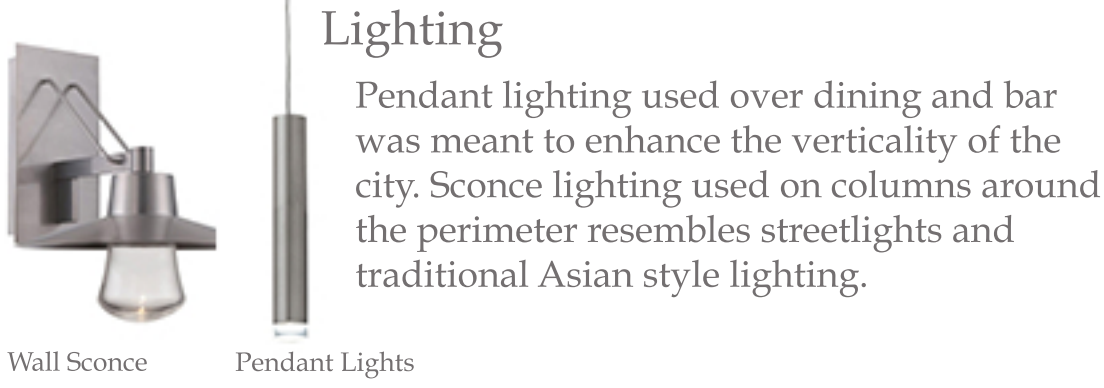 Lighting
Pendant lighting used over dining and bar
was meant to enhance the verticality of the
city. Sconce lighting used on columns around
the perimeter resembles streetlights and
traditional Asian style lighting.
Wall Sconce
Pendant Lights